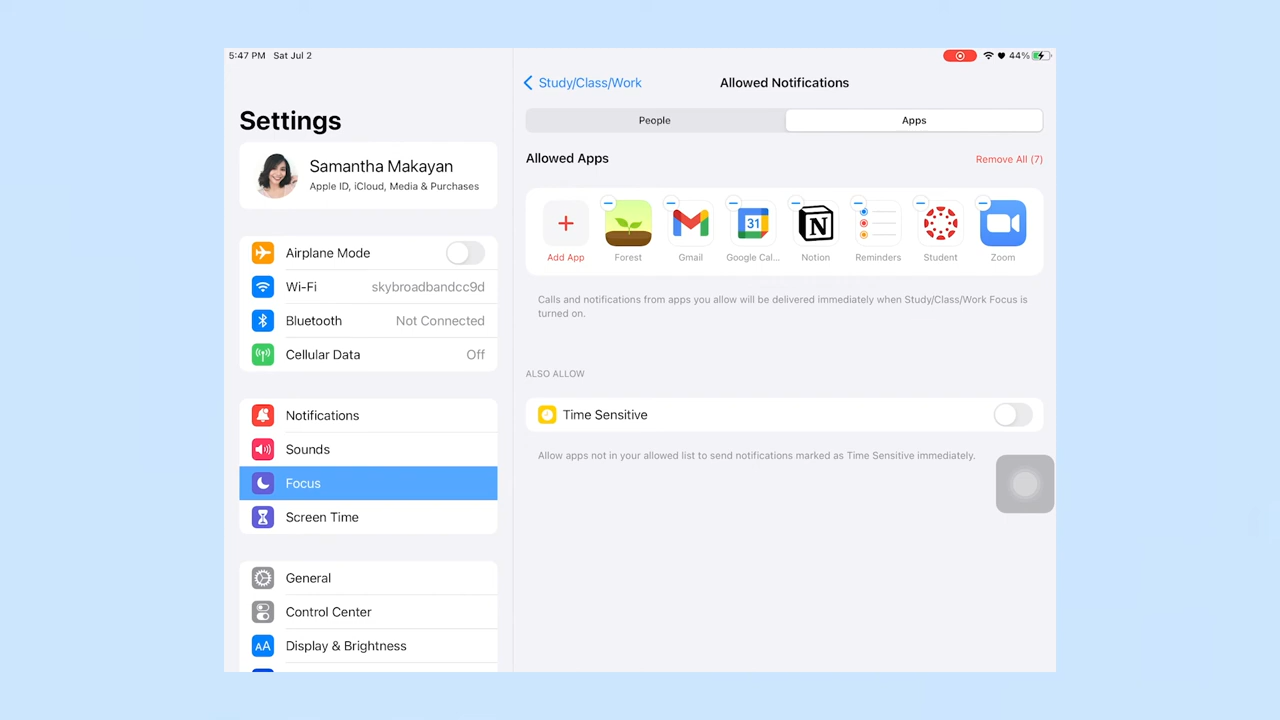 5:47 PM Sat Jul 2
44%
Settings
Samantha Makayan
Apple ID, iCloud, Media & Purchases
Airplane Mode
Wi-Fi skybroadbandcc9d
Bluetooth Not Connected
Cellular Data Off
Notifications
Sounds
Focus
Screen Time
General
Control Center
AA Display & Brightness
Study/Class/Work
Allowed Notifications
People Apps
Allowed Apps Remove All (7)
31 N
Add App Forest Gmail Google Cal... Notion Reminders Student Zoom
Calls and notifications from apps you allow will be delivered immediately when Study/Class/Work Focus is
turned on.
ALSO ALLOW
Time Sensitive
Allow apps not in your allowed list to send notifications marked as Time Sensitive immediately.